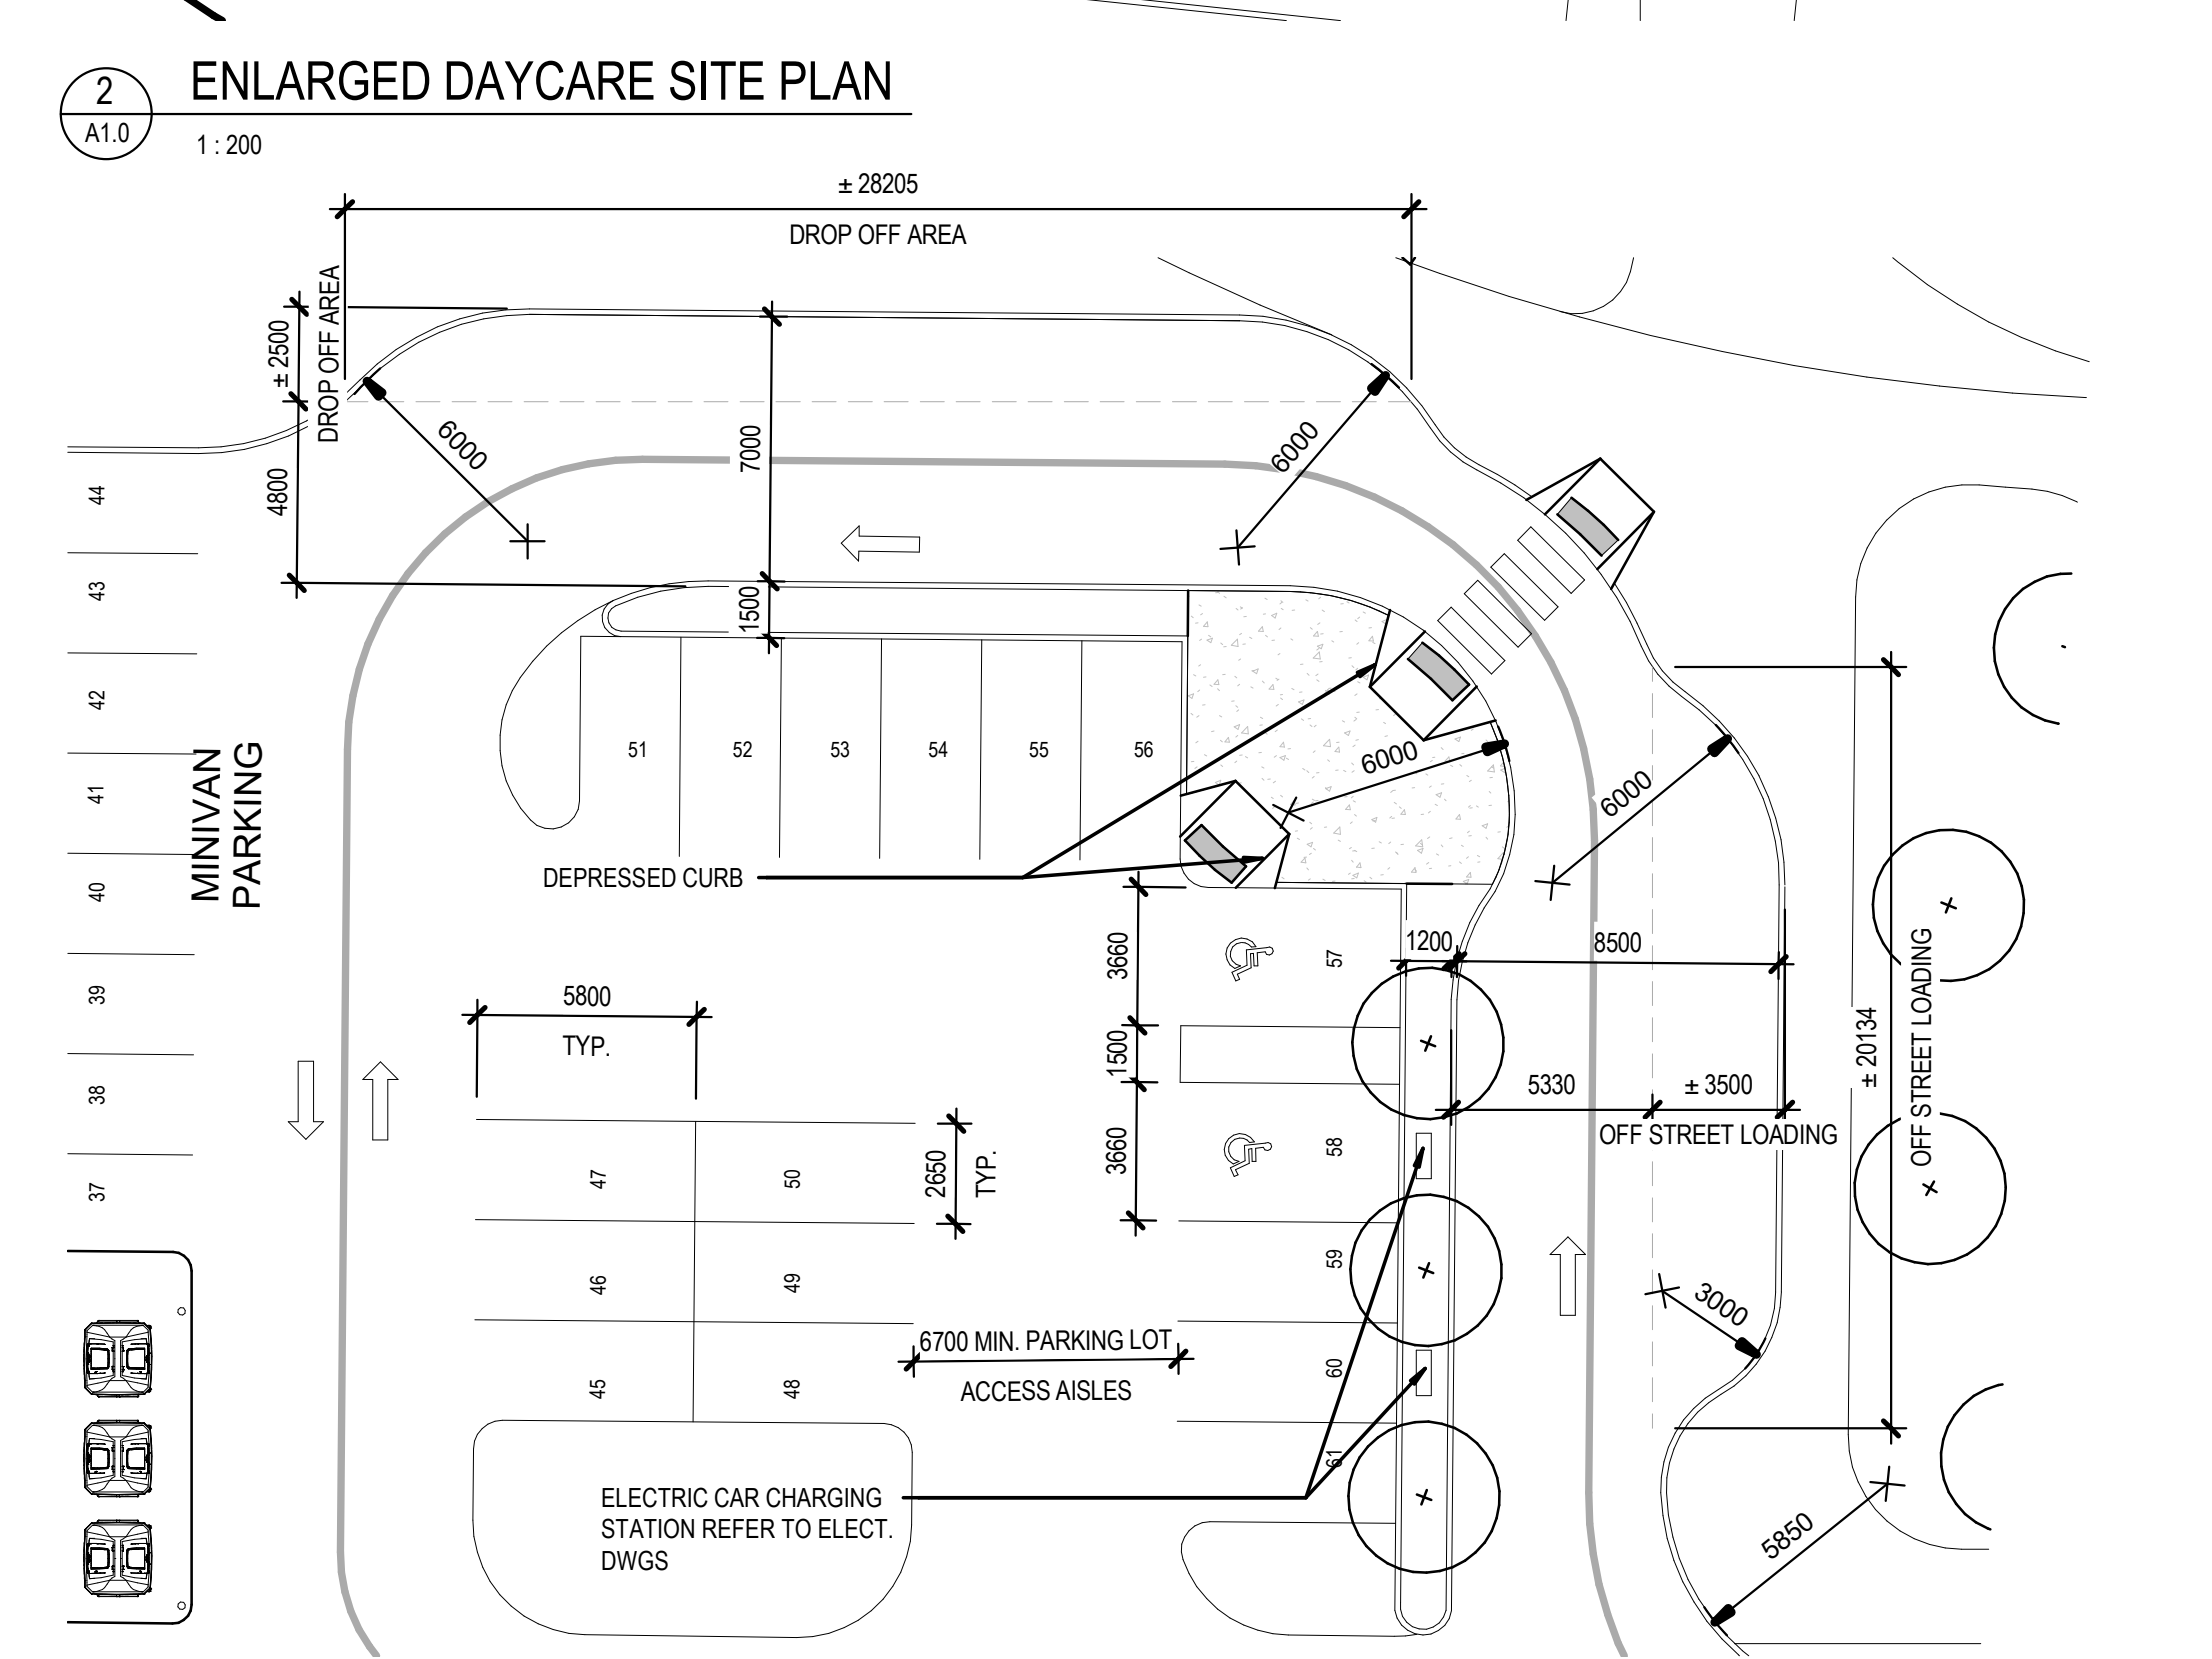 2
A1.0
ENLARGED DAYCARE SITE PLAN
1 : 200
± 28205
DROP OFF AREA
DROP OFF AREA
± 2500
4800
6000
7000
6000
1500
44
43
42
41
40
39
38
37
MINIVAN
PARKING
51
52
53
54
55
56
6000
6000
DEPRESSED CURB
3660
1500
3660
57
58
59
60
61
1200
8500
5330
± 3500
OFF STREET LOADING
± 20134
OFF STREET LOADING
5800
TYP.
2650
TYP.
47
50
46
49
45
48
6700 MIN. PARKING LOT
ACCESS AISLES
3000
5850
ELECTRIC CAR CHARGING
STATION REFER TO ELECT.
DWGS